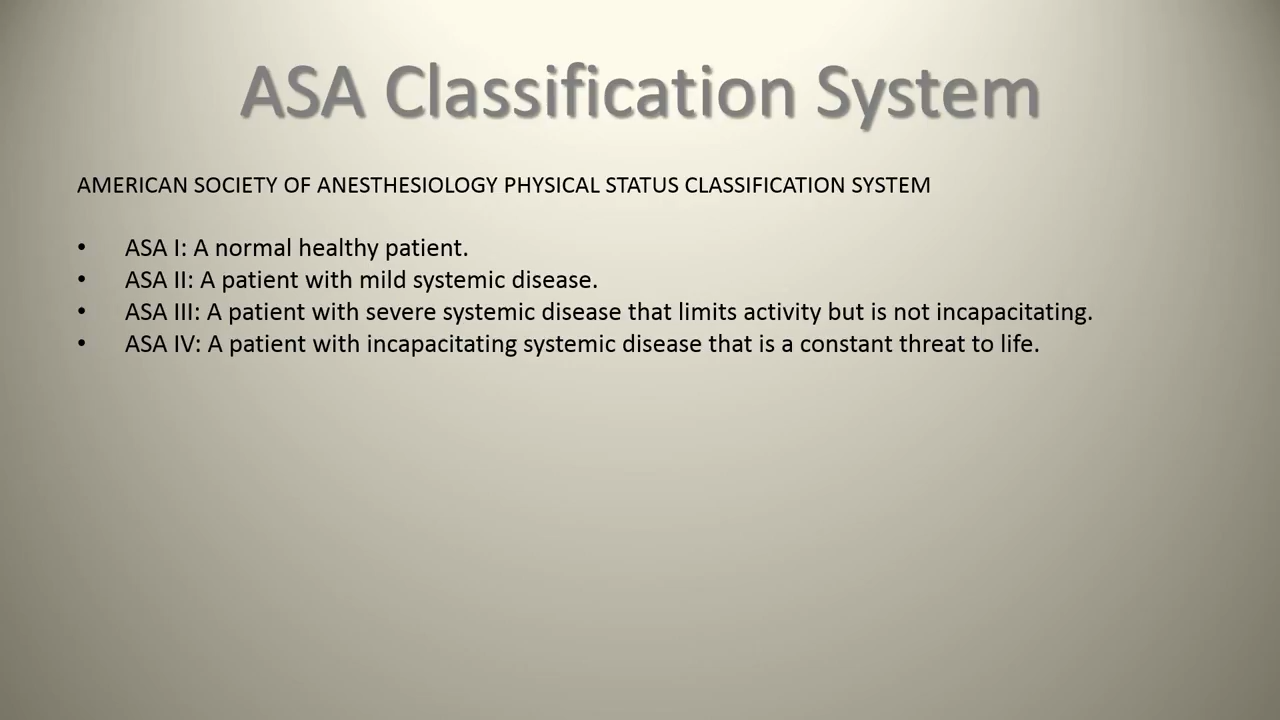 ASA Classification System
AMERICAN SOCIETY OF ANESTHESIOLOGY PHYSICAL STATUS CLASSIFICATION SYSTEM
• ASA I: A normal healthy patient.
• ASA II: A patient with mild systemic disease.
• ASA III: A patient with severe systemic disease that limits activity but is not incapacitating.
• ASA IV: A patient with incapacitating systemic disease that is a constant threat to life.